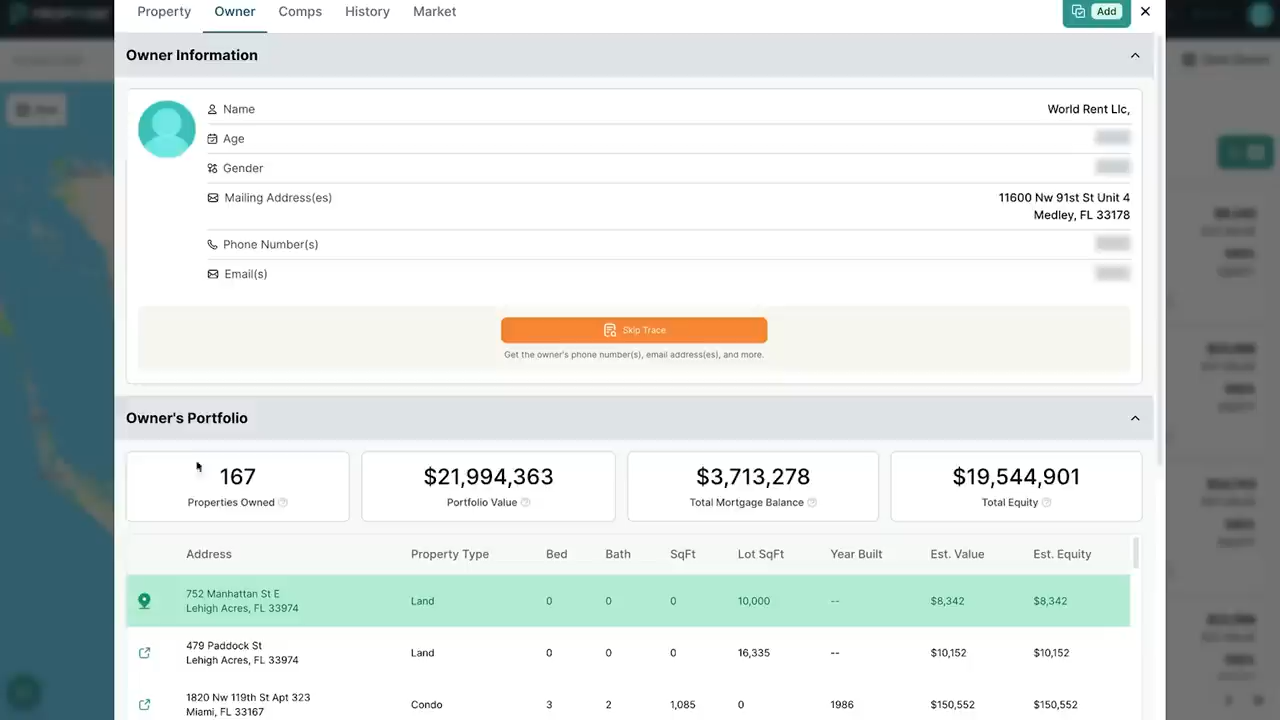 Property Owner Comps History Market Add
Owner Information
Name World Rent Llc,
Age
Gender
Mailing Address(es) 11600 Nw 91st St Unit 4
Medley, FL 33178
Phone Number(s)
Email(s)
Skip Trace
Get the owner's phone number(s), email address(es), and more.
Owner's Portfolio
167 $21,994,363 $3,713,278 $19,544,901
Properties Owned Portfolio Value Total Mortgage Balance Total Equity
Address Property Type Bed Bath SqFt Lot SqFt Year Built Est. Value Est. Equity
752 Manhattan St E
Lehigh Acres, FL 33974 Land 0 0 0 10,000 -- $8,342 $8,342
479 Paddock St
Lehigh Acres, FL 33974 Land 0 0 0 16,335 -- $10,152 $10,152
1820 Nw 119th St Apt 323
Miami, FL 33167 Condo 3 2 1,085 0 1986 $150,552 $150,552